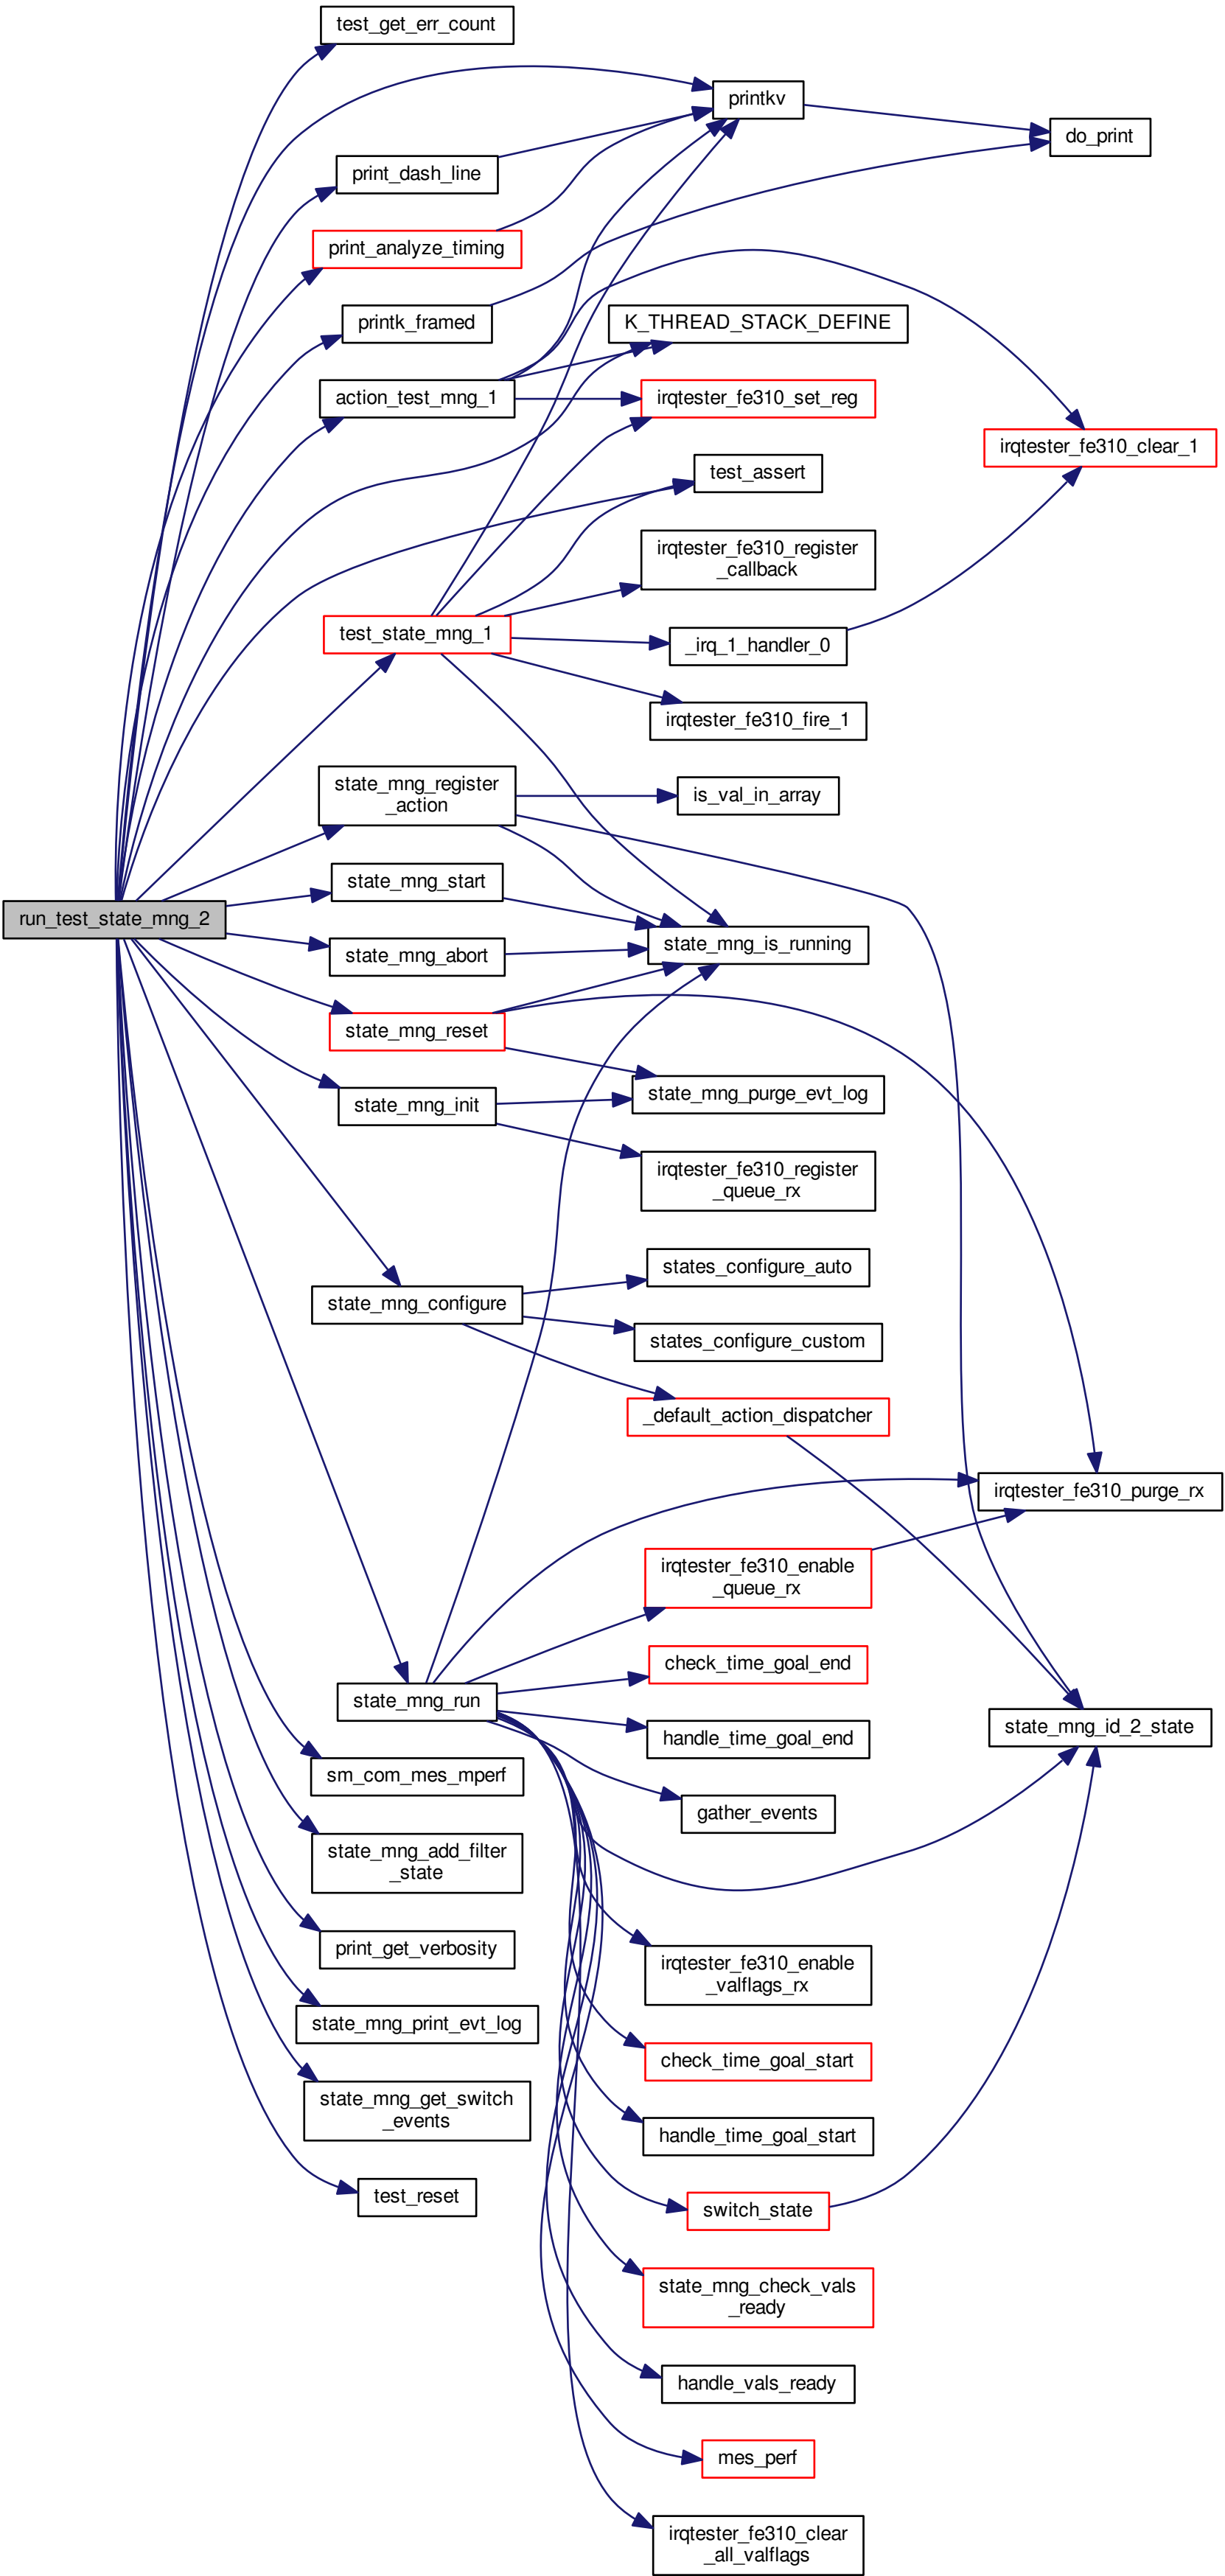 test_get_err_count
printkv
do_print
print_dash_line
print_analyze_timing
printk_framed
K_THREAD_STACK_DEFINE
action_test_mng_1
irqtester_fe310_set_reg
irqtester_fe310_clear_1
test_assert
irqtester_fe310_register
_callback
test_state_mng_1
_irq_1_handler_0
irqtester_fe310_fire_1
state_mng_register
_action
is_val_in_array
state_mng_start
run_test_state_mng_2
state_mng_is_running
state_mng_abort
state_mng_reset
state_mng_purge_evt_log
state_mng_init
irqtester_fe310_register
_queue_rx
states_configure_auto
state_mng_configure
states_configure_custom
_default_action_dispatcher
irqtester_fe310_purge_rx
irqtester_fe310_enable
_queue_rx
check_time_goal_end
state_mng_run
handle_time_goal_end
state_mng_id_2_state
sm_com_mes_mperf
gather_events
state_mng_add_filter
_state
print_get_verbosity
irqtester_fe310_enable
_valflags_rx
state_mng_print_evt_log
check_time_goal_start
state_mng_get_switch
_events
handle_time_goal_start
test_reset
switch_state
state_mng_check_vals
_ready
handle_vals_ready
mes_perf
irqtester_fe310_clear
_all_valflags